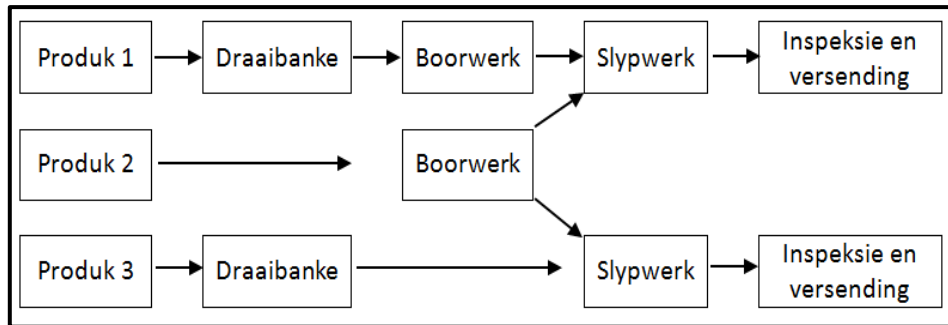 Produk 1
Draaibanke
Boorwerk
Slypwerk
Inspeksie en
versending
Produk 2
Boorwerk
Produk 3
Draaibanke
Slypwerk
Inspeksie en
versending